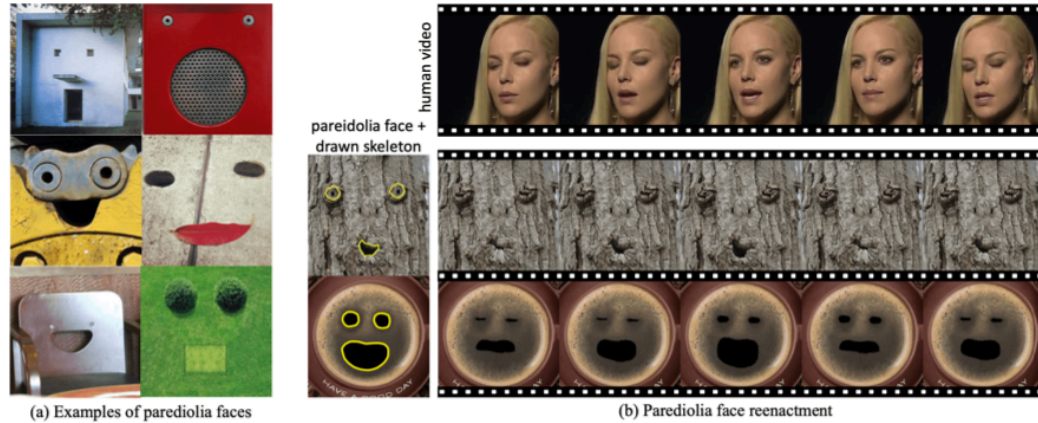 human video
pareidolia face +
drawn skeleton
HAVE A GOOD DAY
(a) Examples of parediolia faces
(b) Parediolia face reenactment